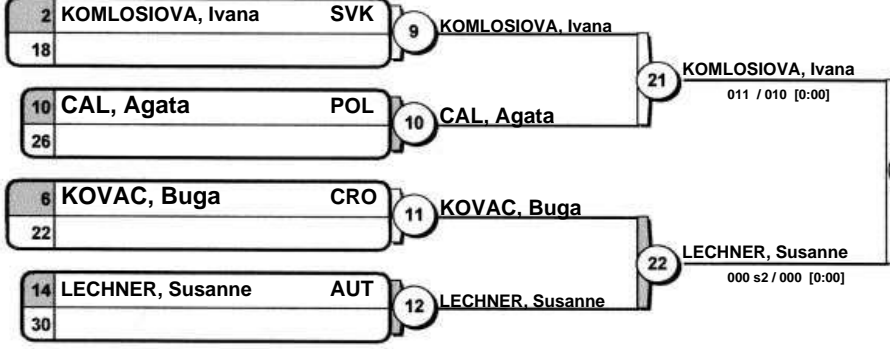 2 KOMLOSIOVA, Ivana SVK
18
9 KOMLOSIOVA, Ivana
10 CAL, Agata POL
26
10 CAL, Agata
21 KOMLOSIOVA, Ivana
011 / 010 [0:00]
6 KOVAC, Buga CRO
22
11 KOVAC, Buga
14 LECHNER, Susanne AUT
30
12 LECHNER, Susanne
22 LECHNER, Susanne
000 s2 / 000 [0:00]